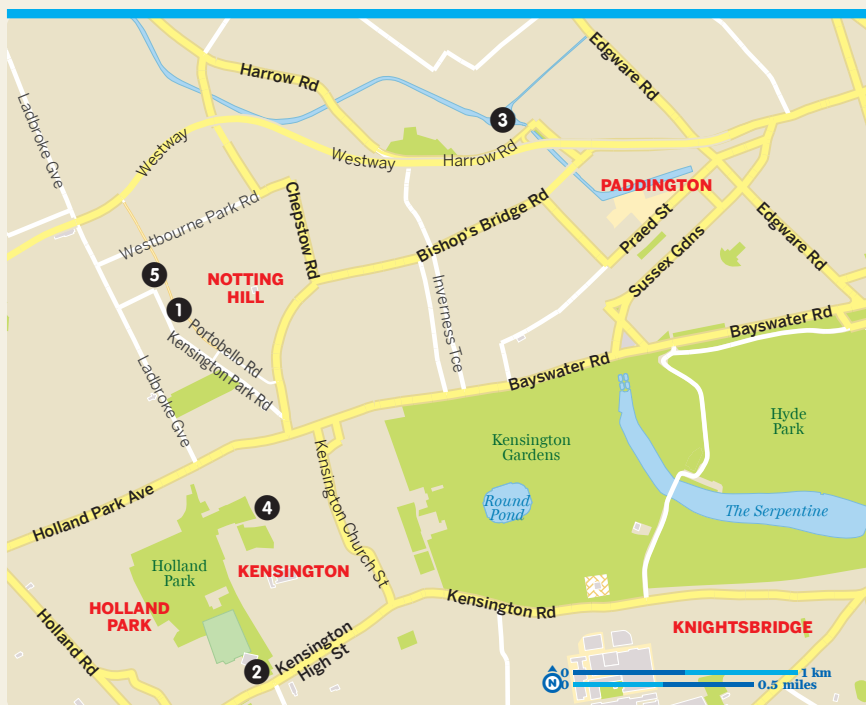 Edgware Rd
Harrow Rd
Ladbroke Gve
3
Westway
Westway
Harrow Rd
PADDINGTON
Westbourne Park Rd
Chepstow Rd
Bishop's Bridge Rd
Praed St
Edgware Rd
Sussex Gdns
5
NOTTING
HILL
Inverness Tce
1
Portobello Rd
Kensington Park Rd
Bayswater Rd
Bayswater Rd
Ladbroke Gve
Kensington
Gardens
Hyde
Park
Kensington Church St
Holland Park Ave
4
Round
Pond
The Serpentine
Holland
Park
KENSINGTON
HOLLAND
PARK
Kensington Rd
KNIGHTSBRIDGE
Holland Rd
2
Kensington
High St
N
0 1 km
0 0.5 miles